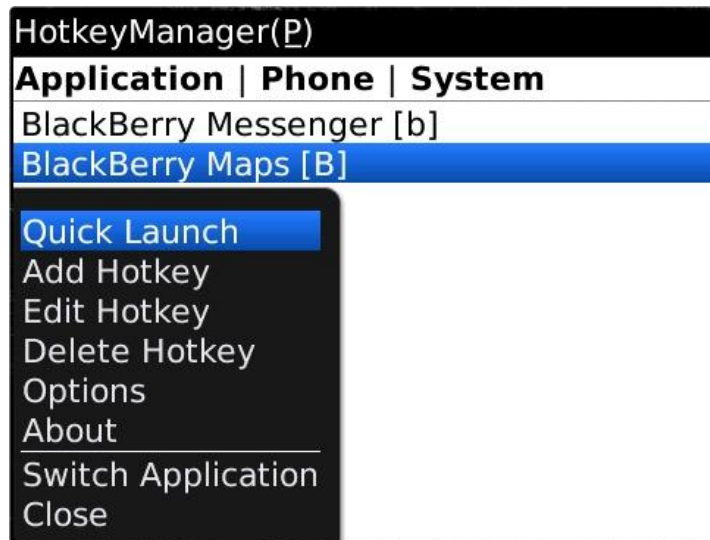 HotkeyManager(P)
Application | Phone | System
BlackBerry Messenger [b]
BlackBerry Maps [B]
Quick Launch
Add Hotkey
Edit Hotkey
Delete Hotkey
Options
About
Switch Application
Close